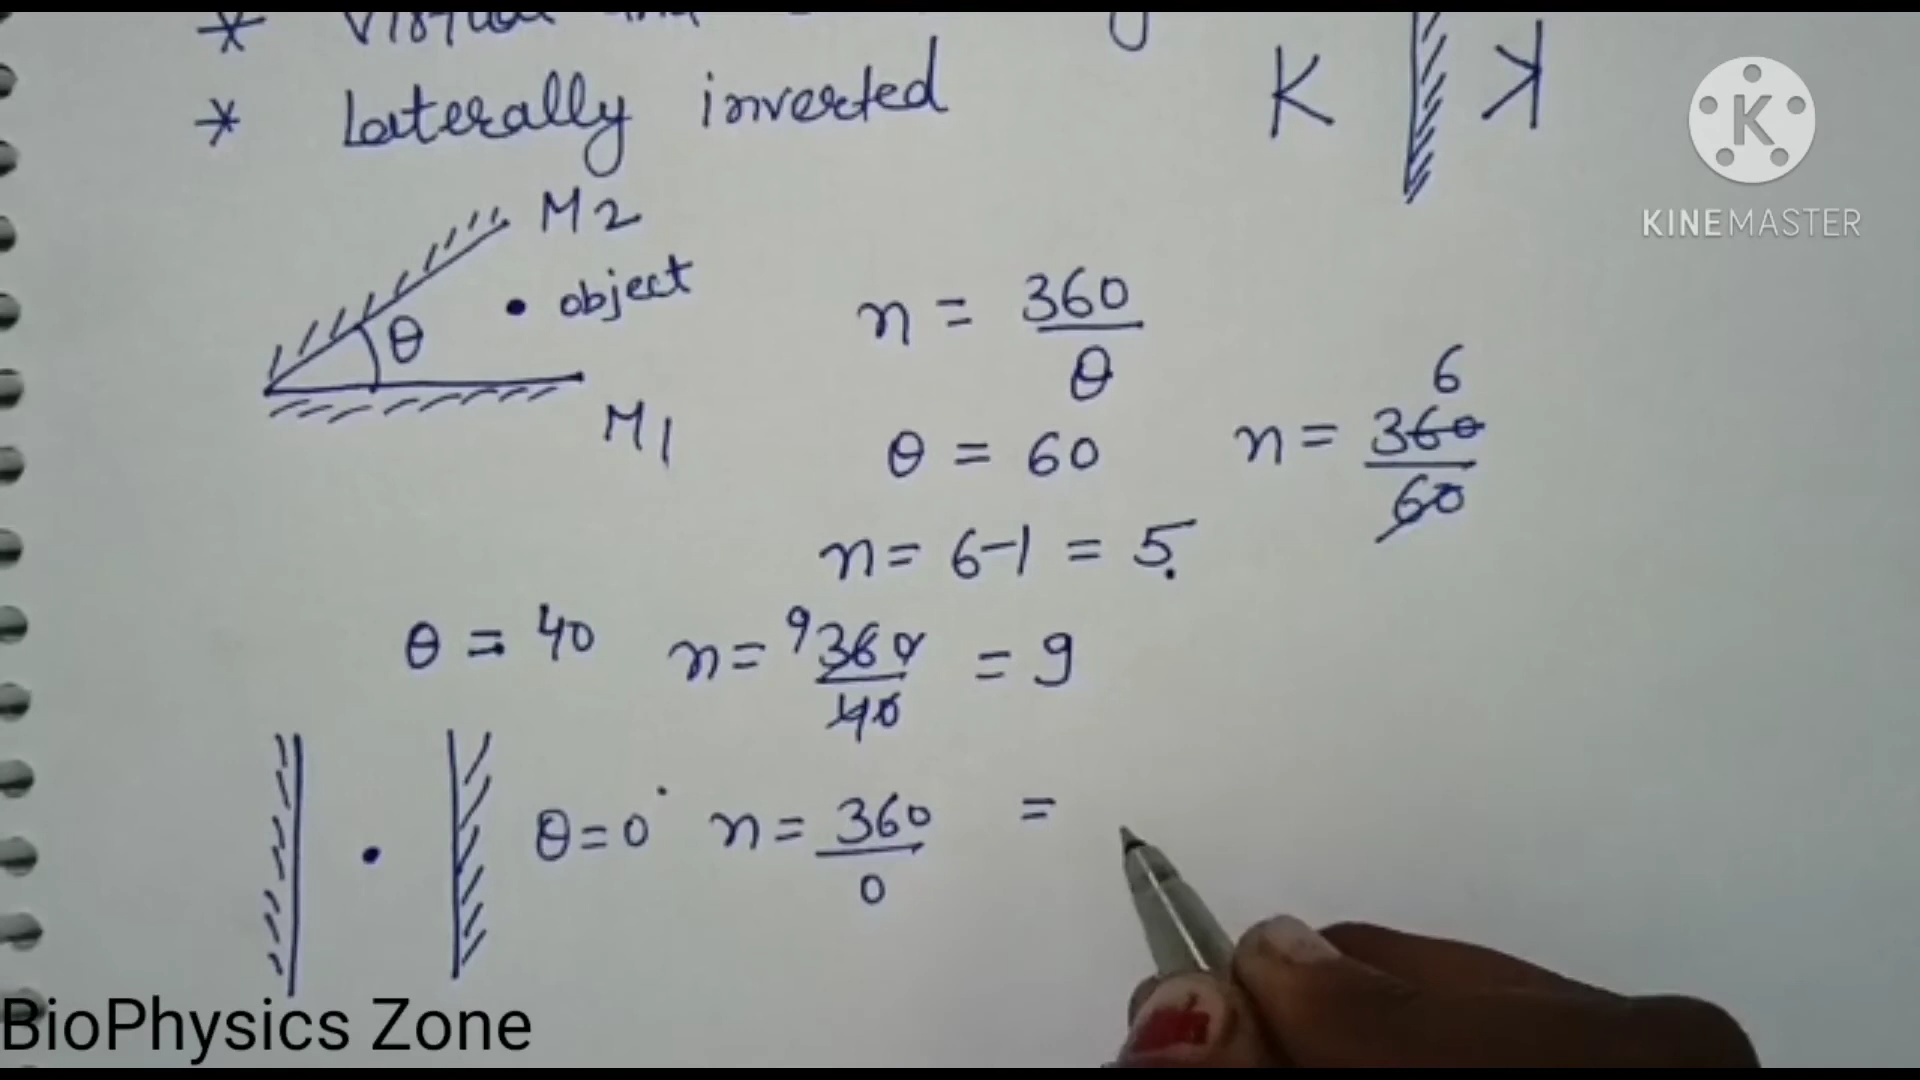 * Virtual
* Laterally inverted
K K
K
KINEMASTER
M2
• object
θ
M1
n = 360/θ
θ = 60 n = 360/60 6
n = 6-1 = 5.
θ = 40 n = 9 360/40 = 9
θ = 0° n = 360/0 =
BioPhysics Zone